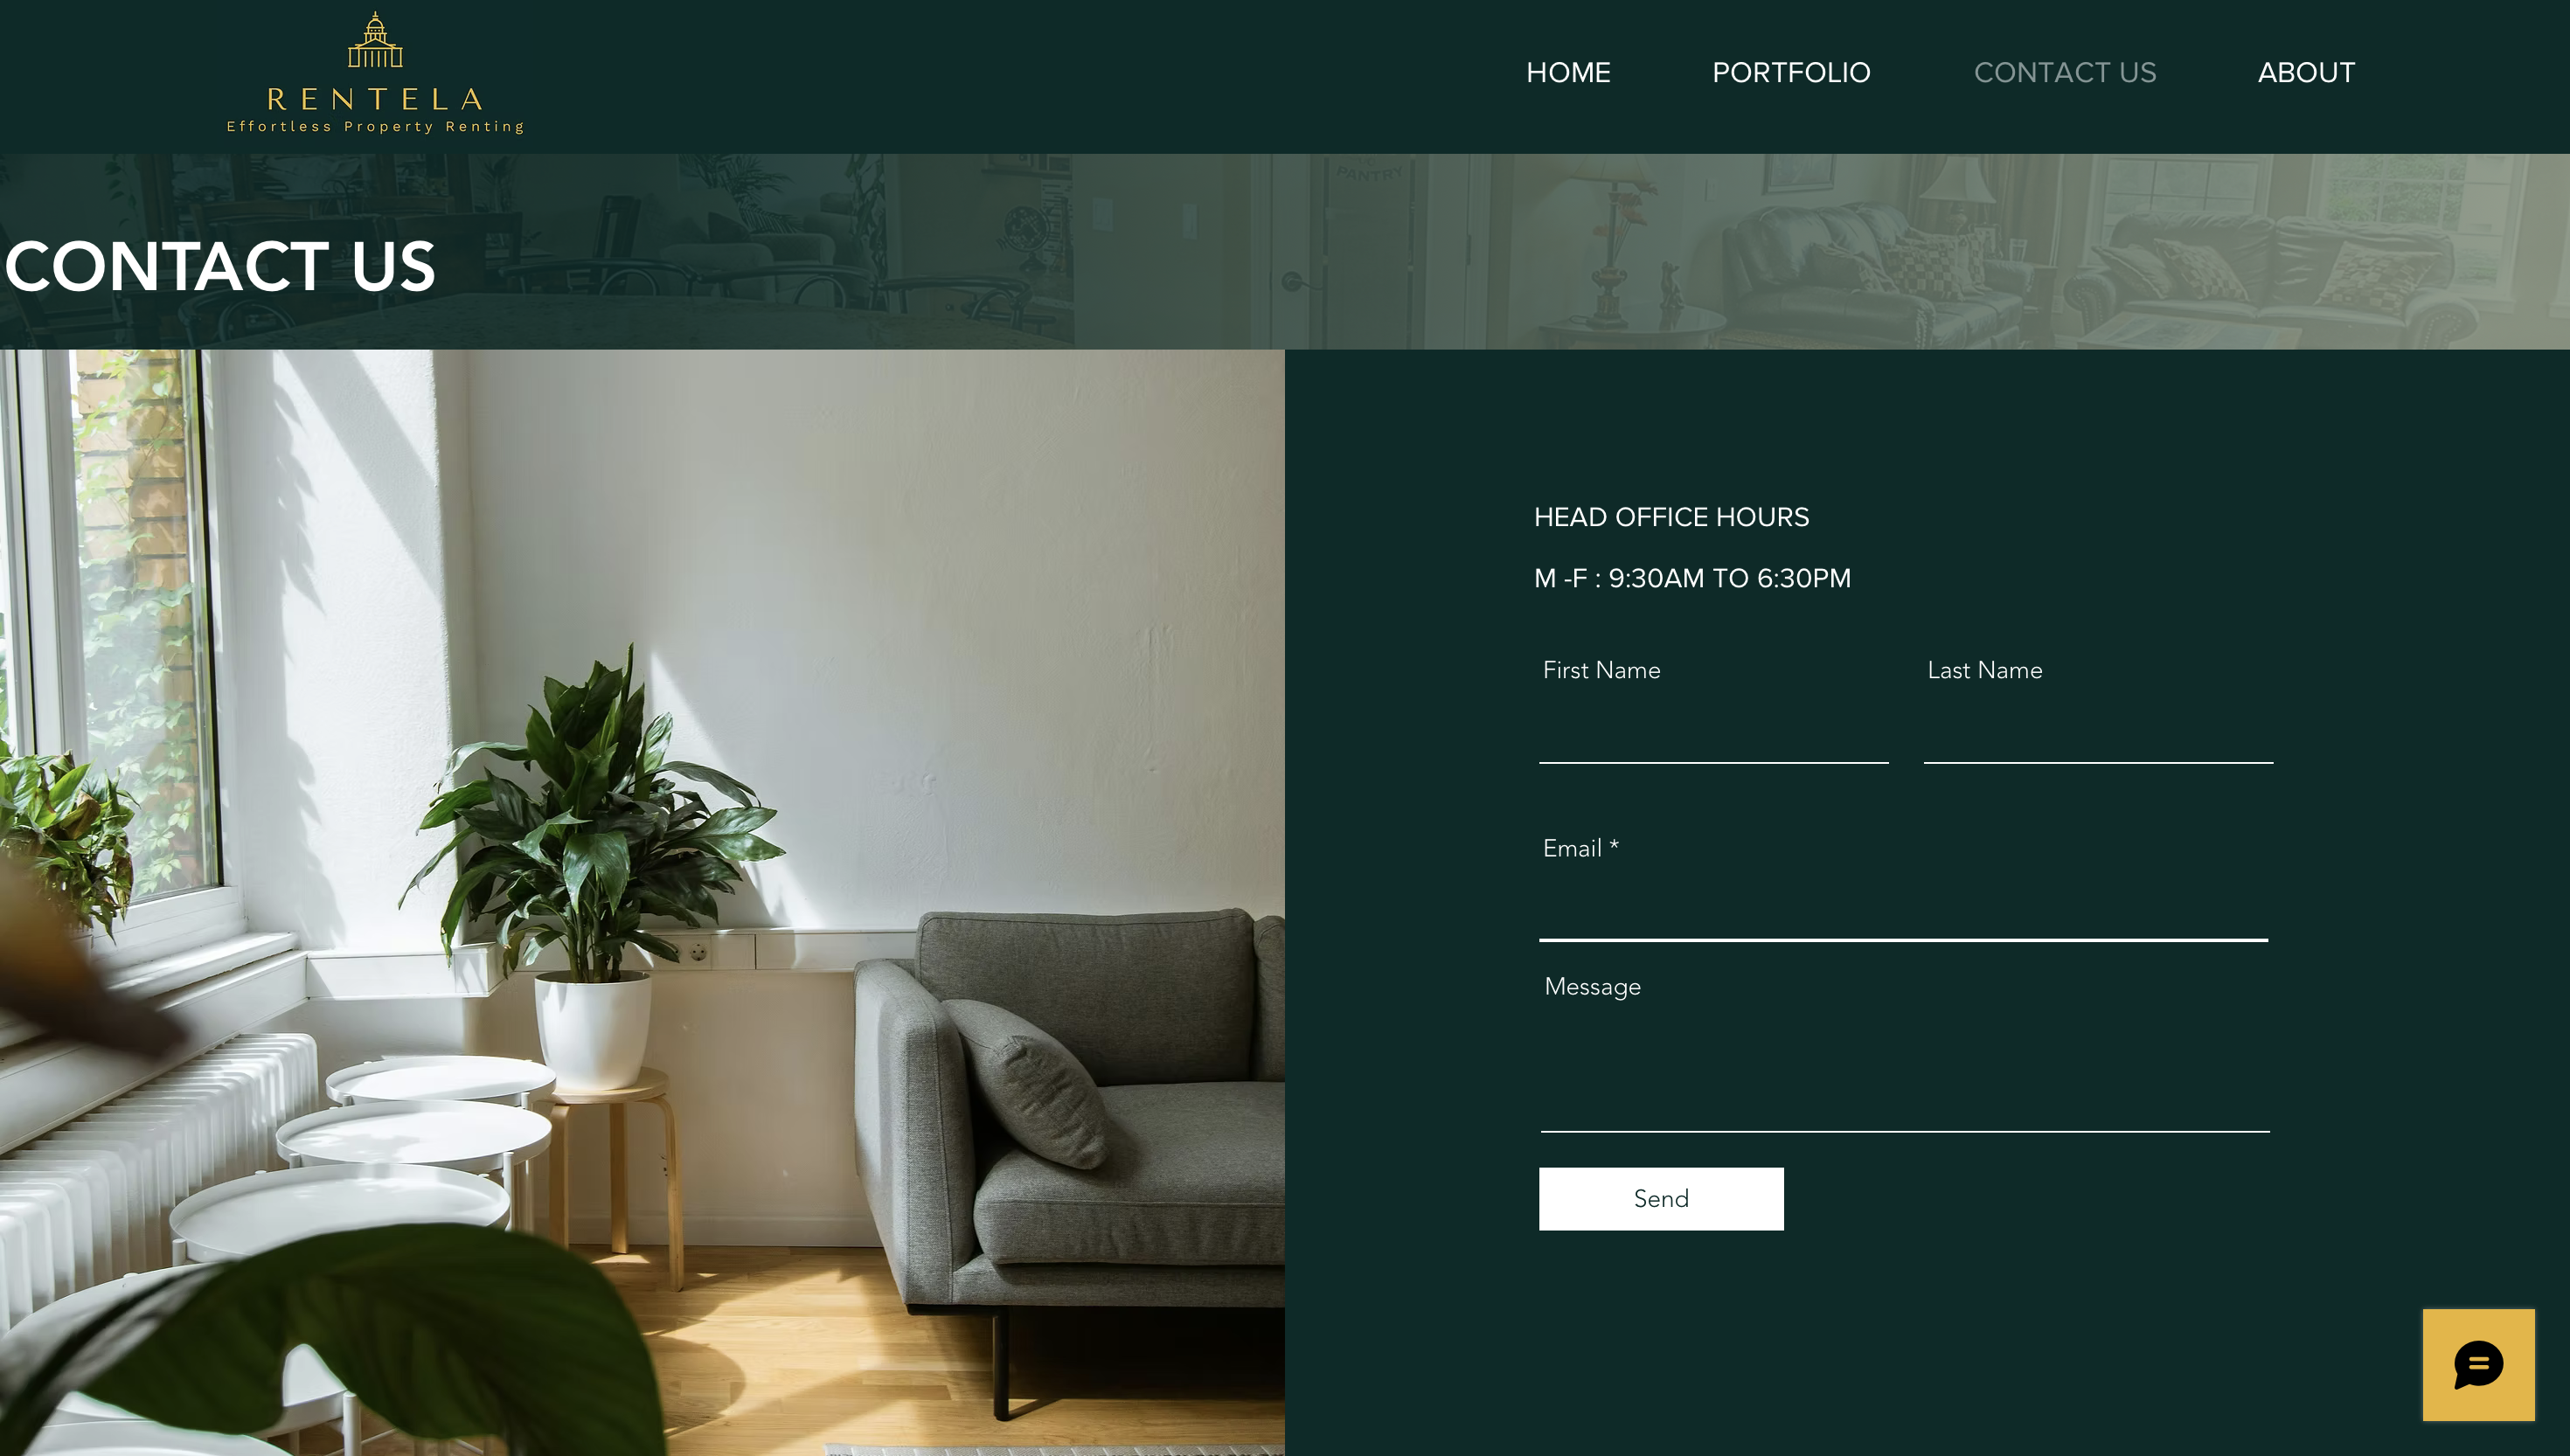 RENTELA
Effortless Property Renting
HOME PORTFOLIO CONTACT US ABOUT
PANTRY
CONTACT US
HEAD OFFICE HOURS
M -F : 9:30AM TO 6:30PM
First Name Last Name
Email *
Message
Send